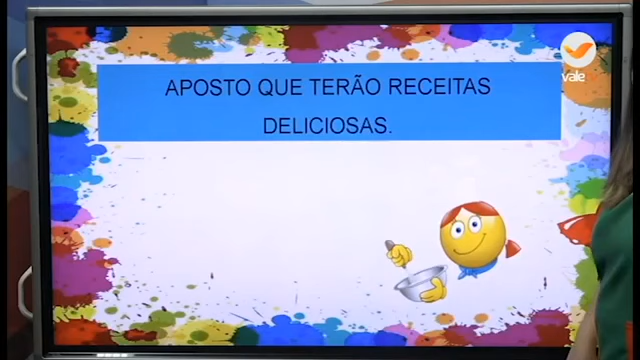 APOSTO QUE TERÃO RECEITAS
DELICIOSAS.
vale